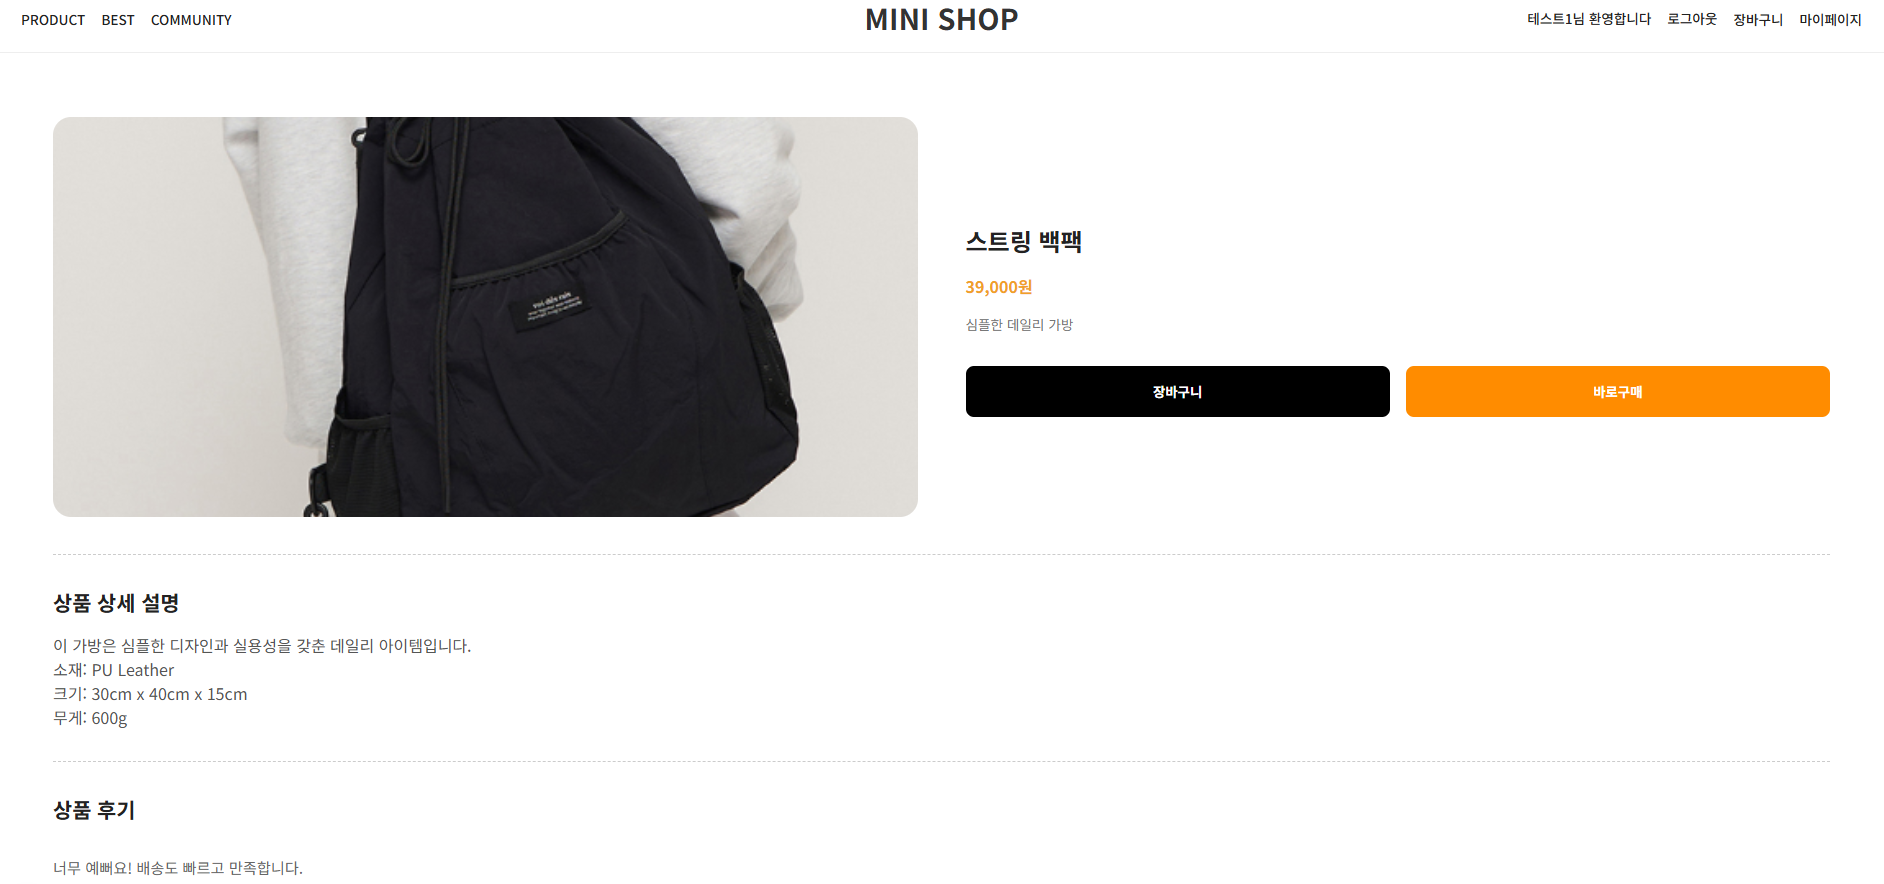 PRODUCT BEST COMMUNITY
MINI SHOP
테스트1님 환영합니다 로그아웃 장바구니 마이페이지
스트링 백팩
39,000원
심플한 데일리 가방
장바구니 바로구매
상품 상세 설명
이 가방은 심플한 디자인과 실용성을 갖춘 데일리 아이템입니다.
소재: PU Leather
크기: 30cm x 40cm x 15cm
무게: 600g
상품 후기
너무 예뻐요! 배송도 빠르고 만족합니다.